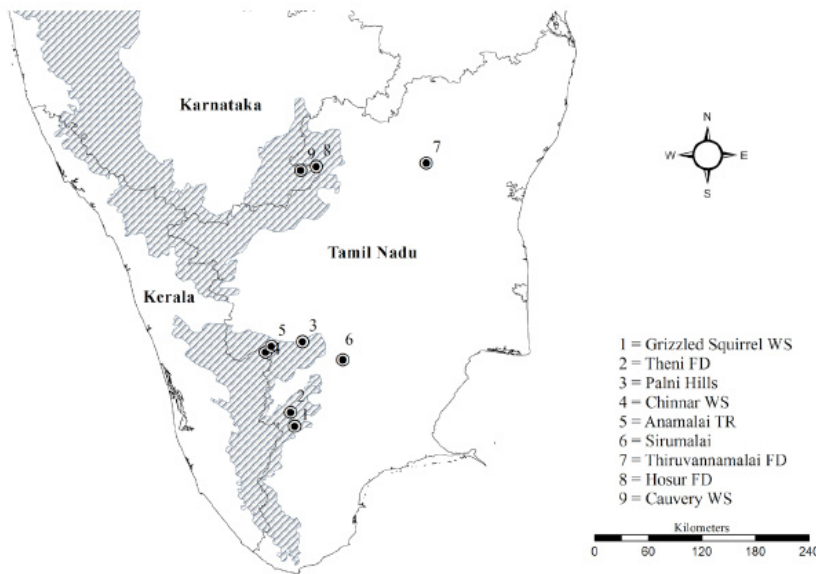 Karnataka
9
8
7
N
W
E
S
Tamil Nadu
Kerala
5
3
4
6
2
1
1 = Grizzled Squirrel WS
2 = Theni FD
3 = Palni Hills
4 = Chinnar WS
5 = Anamalai TR
6 = Sirumalai
7 = Thiruvannamalai FD
8 = Hosur FD
9 = Cauvery WS
Kilometers
0 30 60 120 180 240